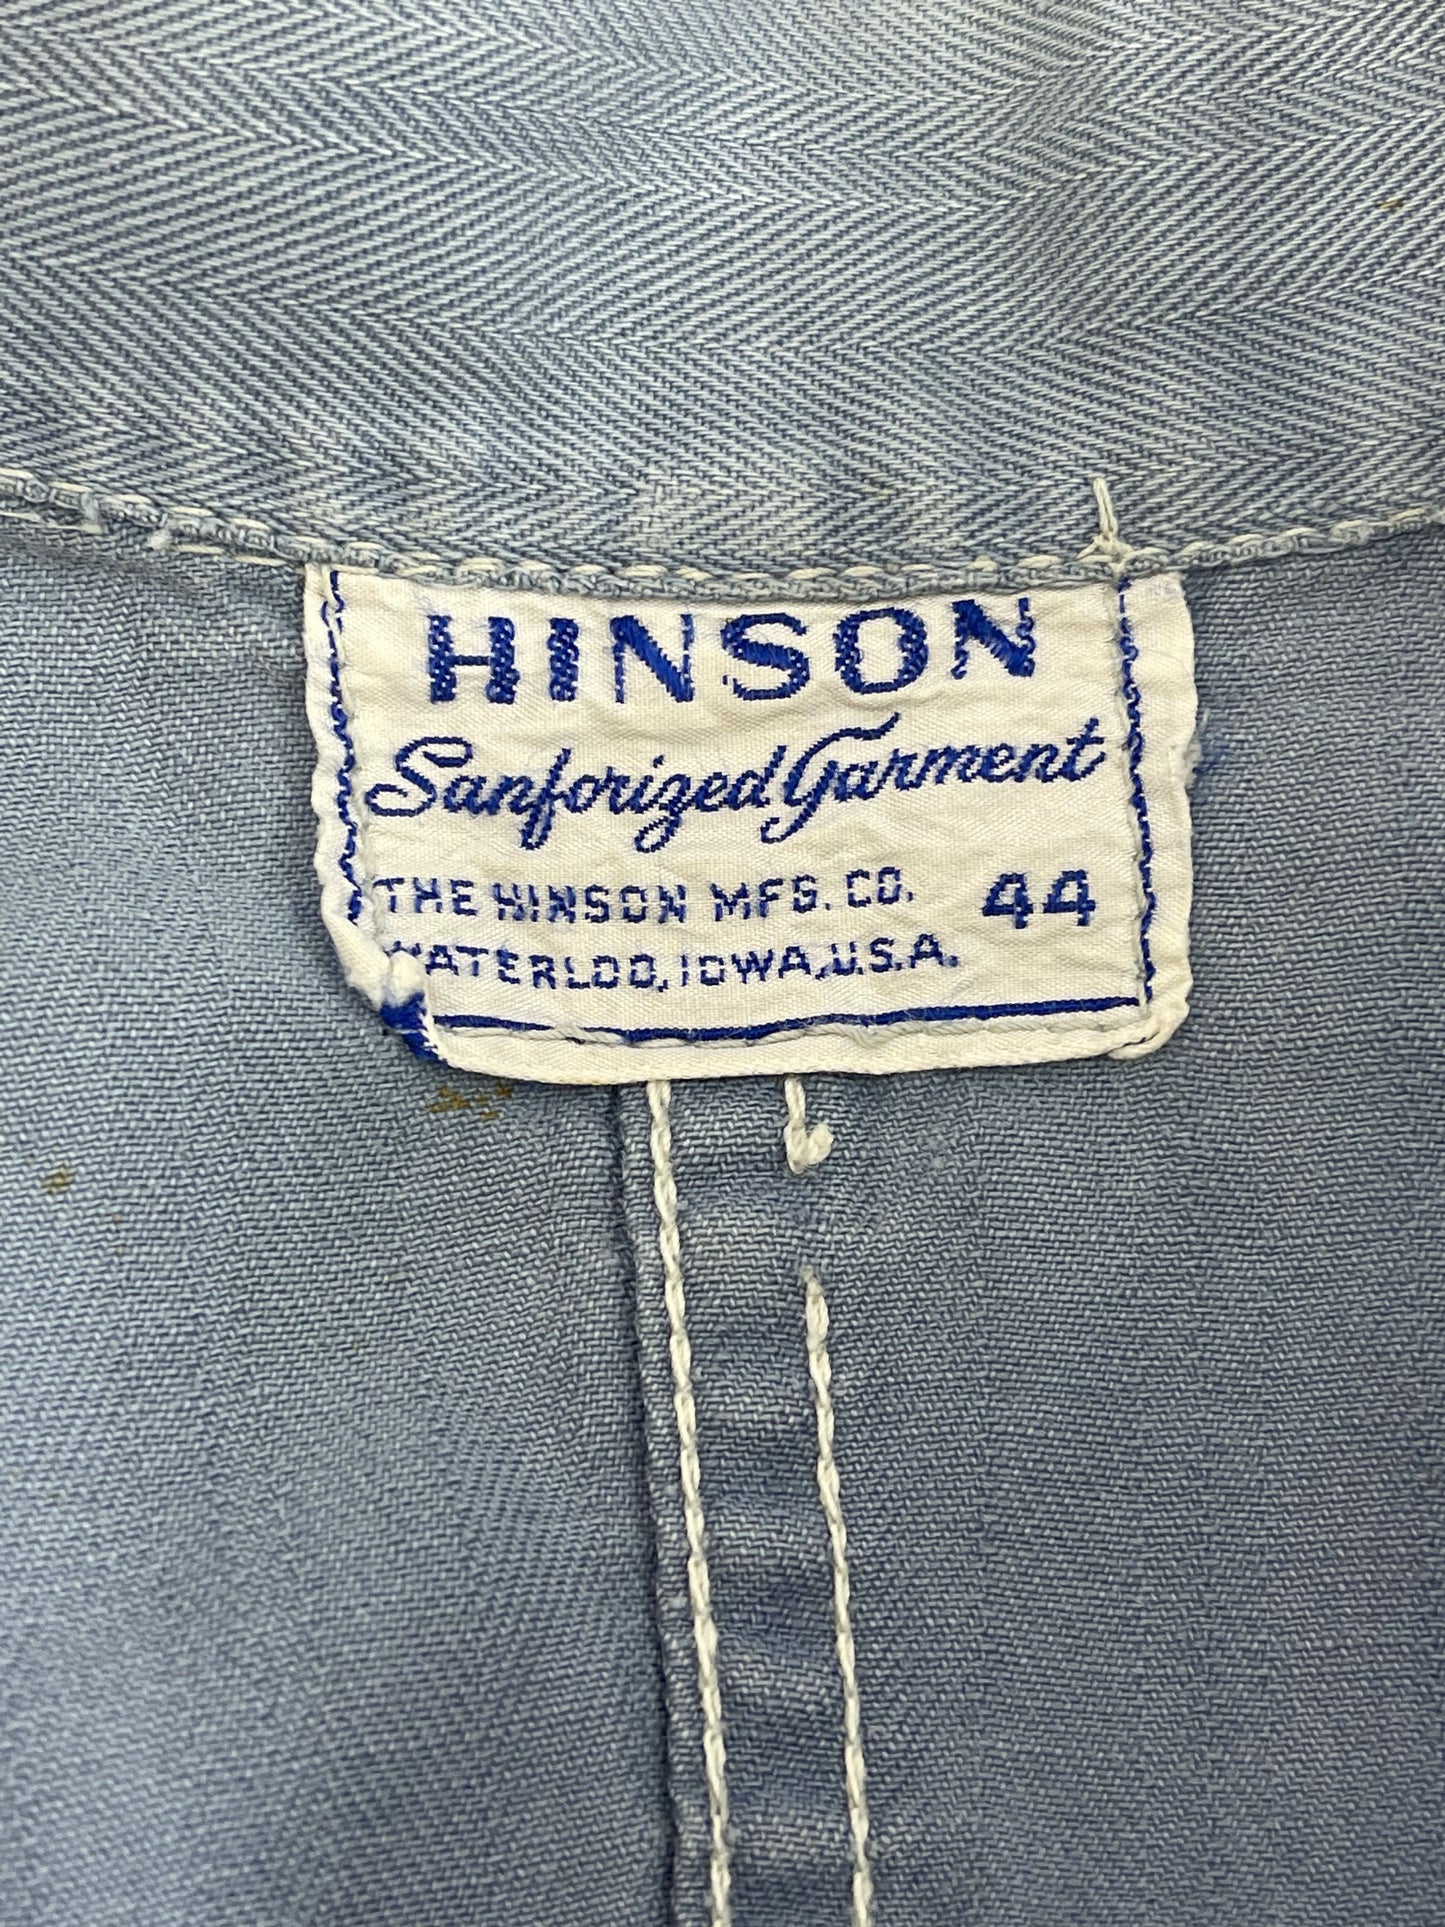 HINSON
Sanforized Garment
THE HINSON MFG. CO. 44
WATERLOO, IOWA, U.S.A.